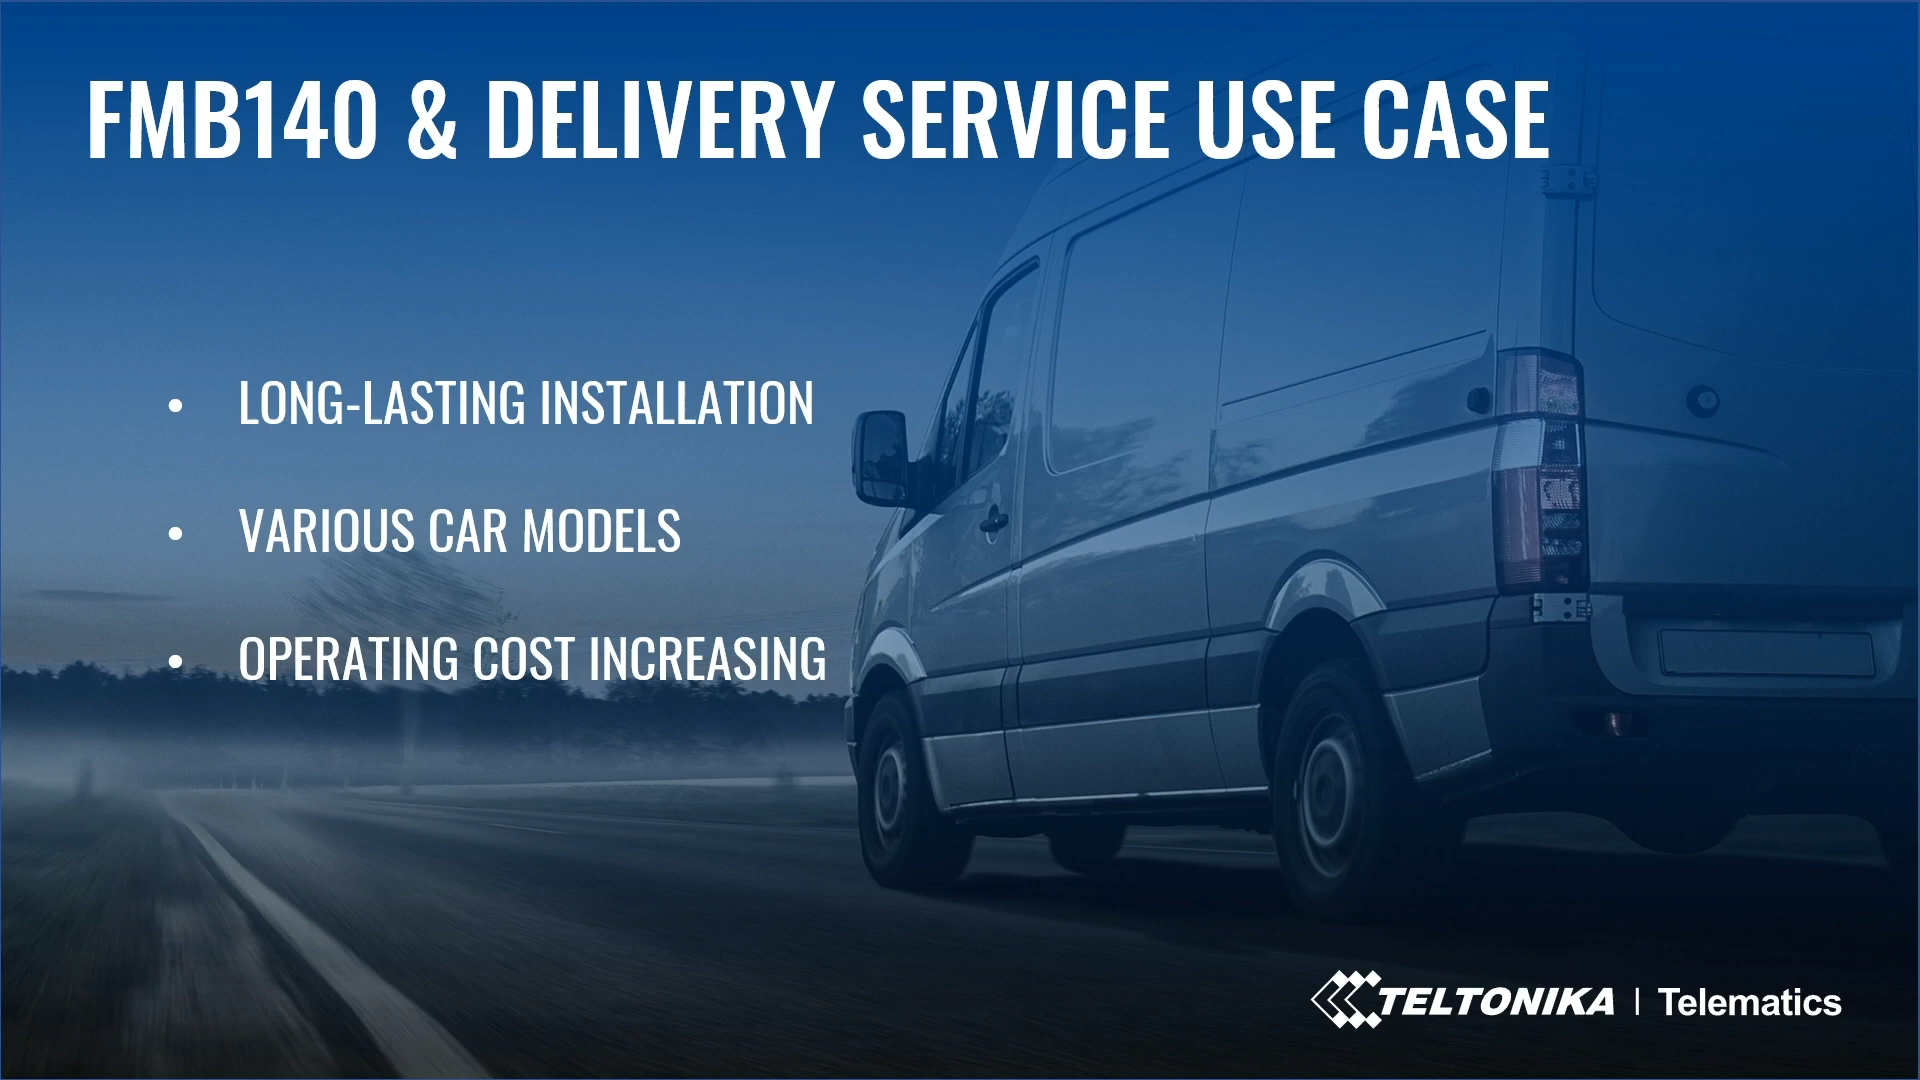 FMB140 & DELIVERY SERVICE USE CASE
• LONG-LASTING INSTALLATION
• VARIOUS CAR MODELS
• OPERATING COST INCREASING
TELTONIKA | Telematics